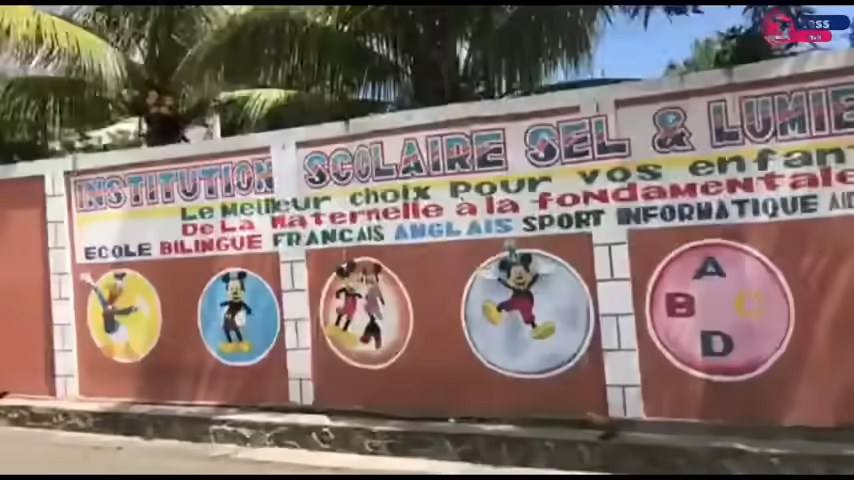 INSTITUTION SCOLAIRE SEL & LUMIE
Le Meilleur choix Pour vos enfan
De La Maternelle à la fondamental
ECOLE BILINGUE FRANCAIS ANGLAIS SPORT INFORMATIQUE
A
B C
D